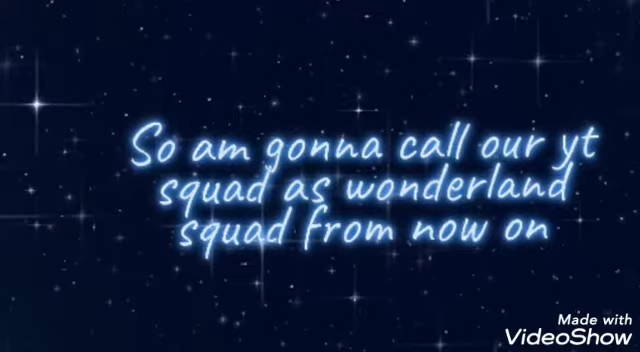 So am gonna call our yt
squad as wonderland
squad from now on
Made with
VideoShow